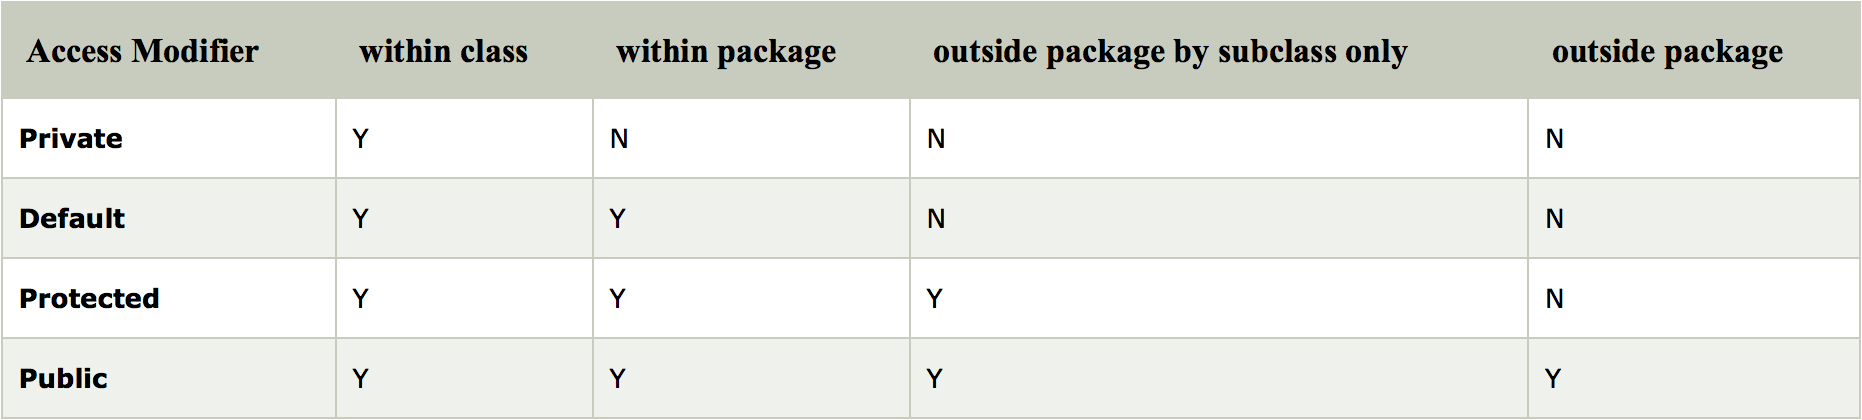 Access Modifier within class within package outside package by subclass only outside package
Private Y N N N
Default Y Y N N
Protected Y Y Y N
Public Y Y Y Y